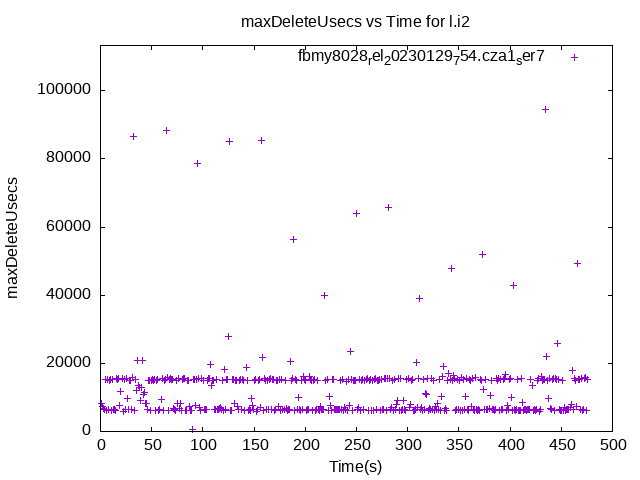 maxDeleteUsecs vs Time for l.i2
fbmy8028rel20230129754.cza1ser7
100000
80000
60000
40000
20000
0
maxDeleteUsecs
0 50 100 150 200 250 300 350 400 450 500
Time(s)